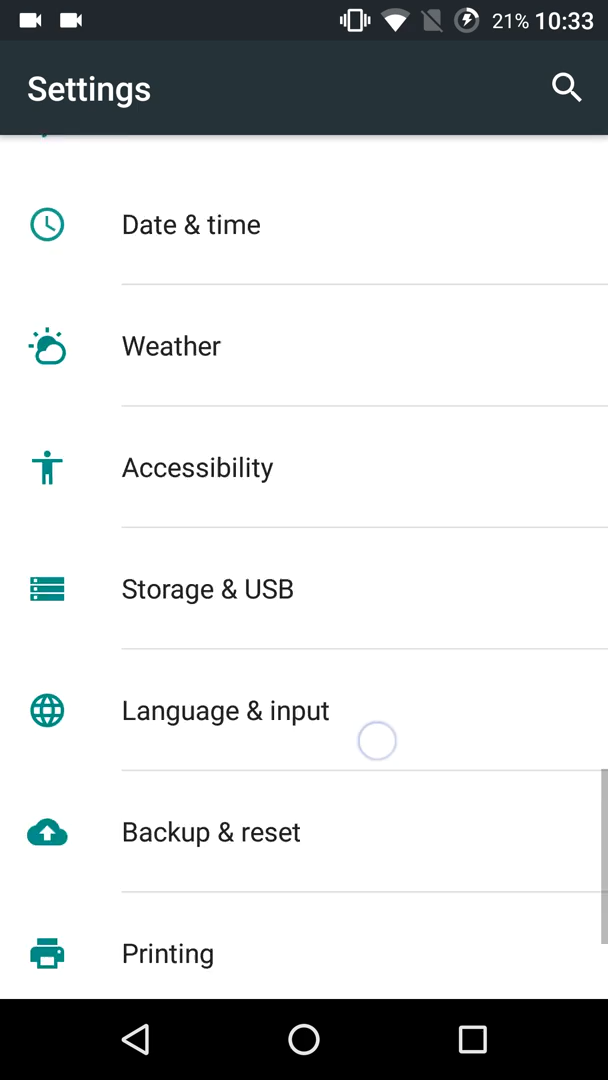 21% 10:33
Settings
Date & time
Weather
Accessibility
Storage & USB
Language & input
Backup & reset
Printing